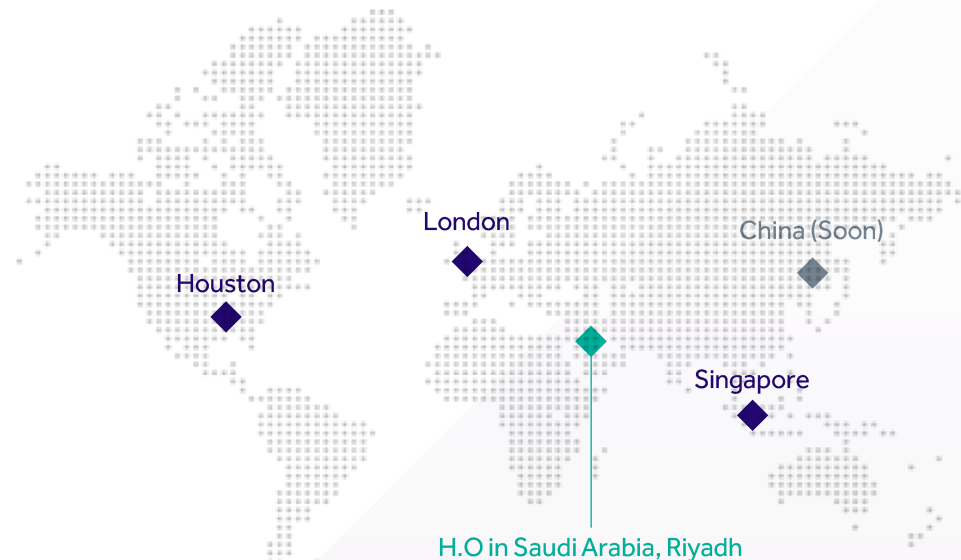 London
China (Soon)
Houston
Singapore
H.O in Saudi Arabia, Riyadh